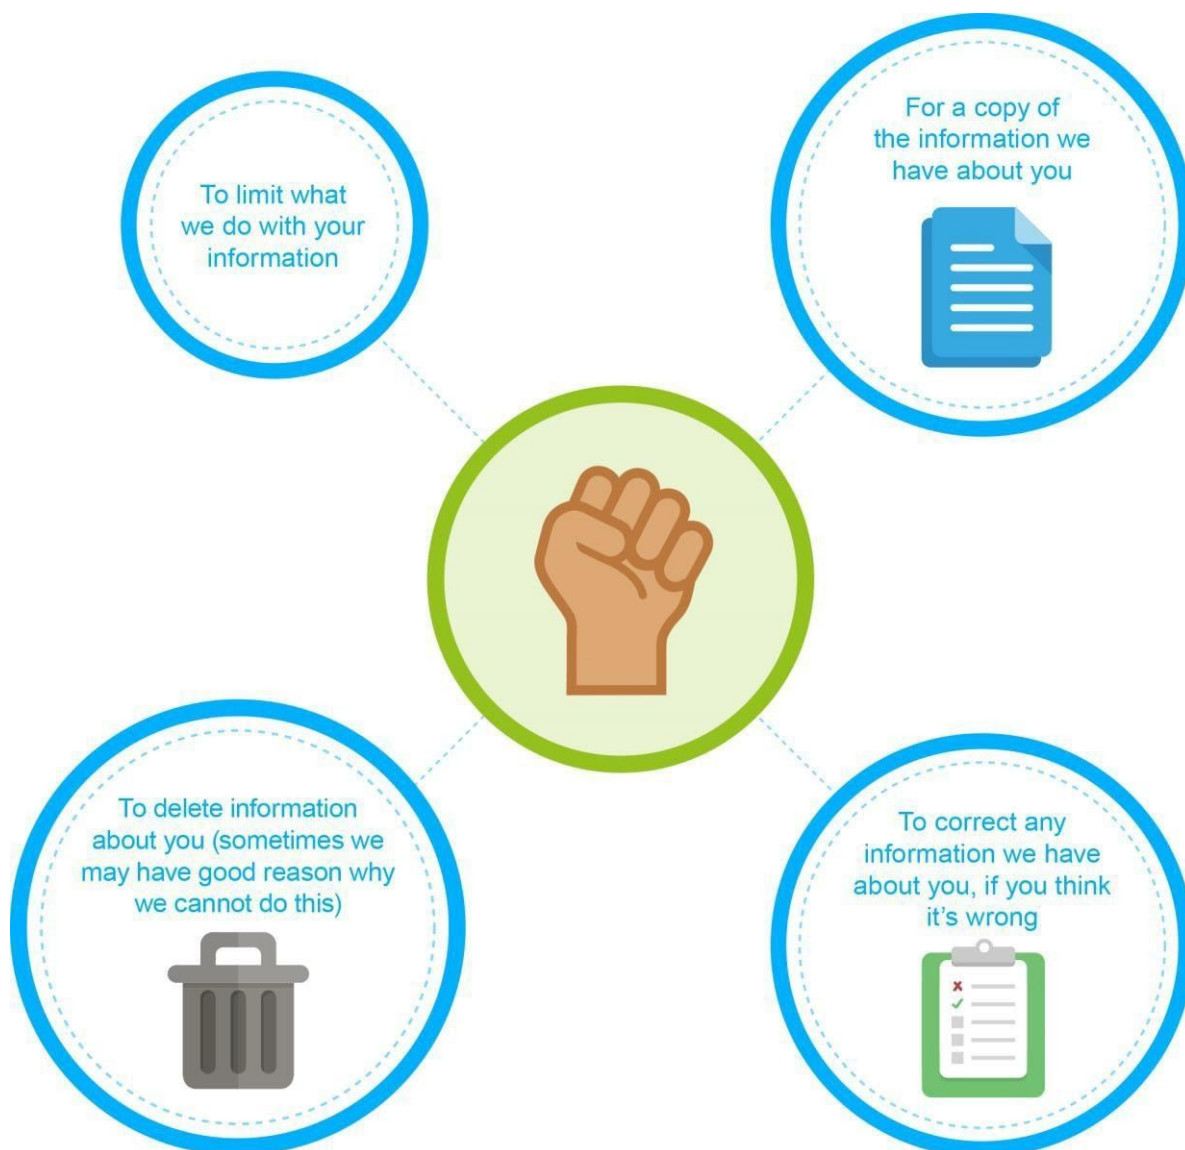 To limit what
we do with your
information
For a copy of
the information we
have about you
To delete information
about you (sometimes we
may have good reason why
we cannot do this)
To correct any
information we have
about you, if you think
it’s wrong